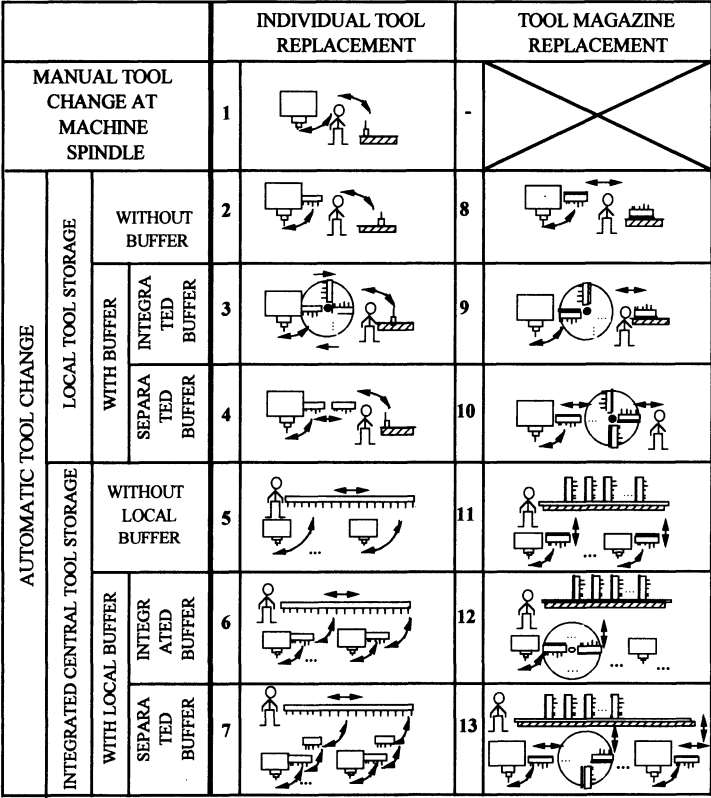 INDIVIDUAL TOOL
REPLACEMENT
TOOL MAGAZINE
REPLACEMENT
MANUAL TOOL
CHANGE AT
MACHINE
SPINDLE
1
-
AUTOMATIC TOOL CHANGE
LOCAL TOOL STORAGE
WITHOUT
BUFFER
2
8
WITH BUFFER
INTEGRA
TED
BUFFER
3
9
SEPARA
TED
BUFFER
4
10
INTEGRATED CENTRAL TOOL STORAGE
WITHOUT
LOCAL
BUFFER
5
...
11
...
...
WITH LOCAL BUFFER
INTEGR
ATED
BUFFER
6
...
12
...
...
...
SEPARA
TED
BUFFER
7
...
13
...
...